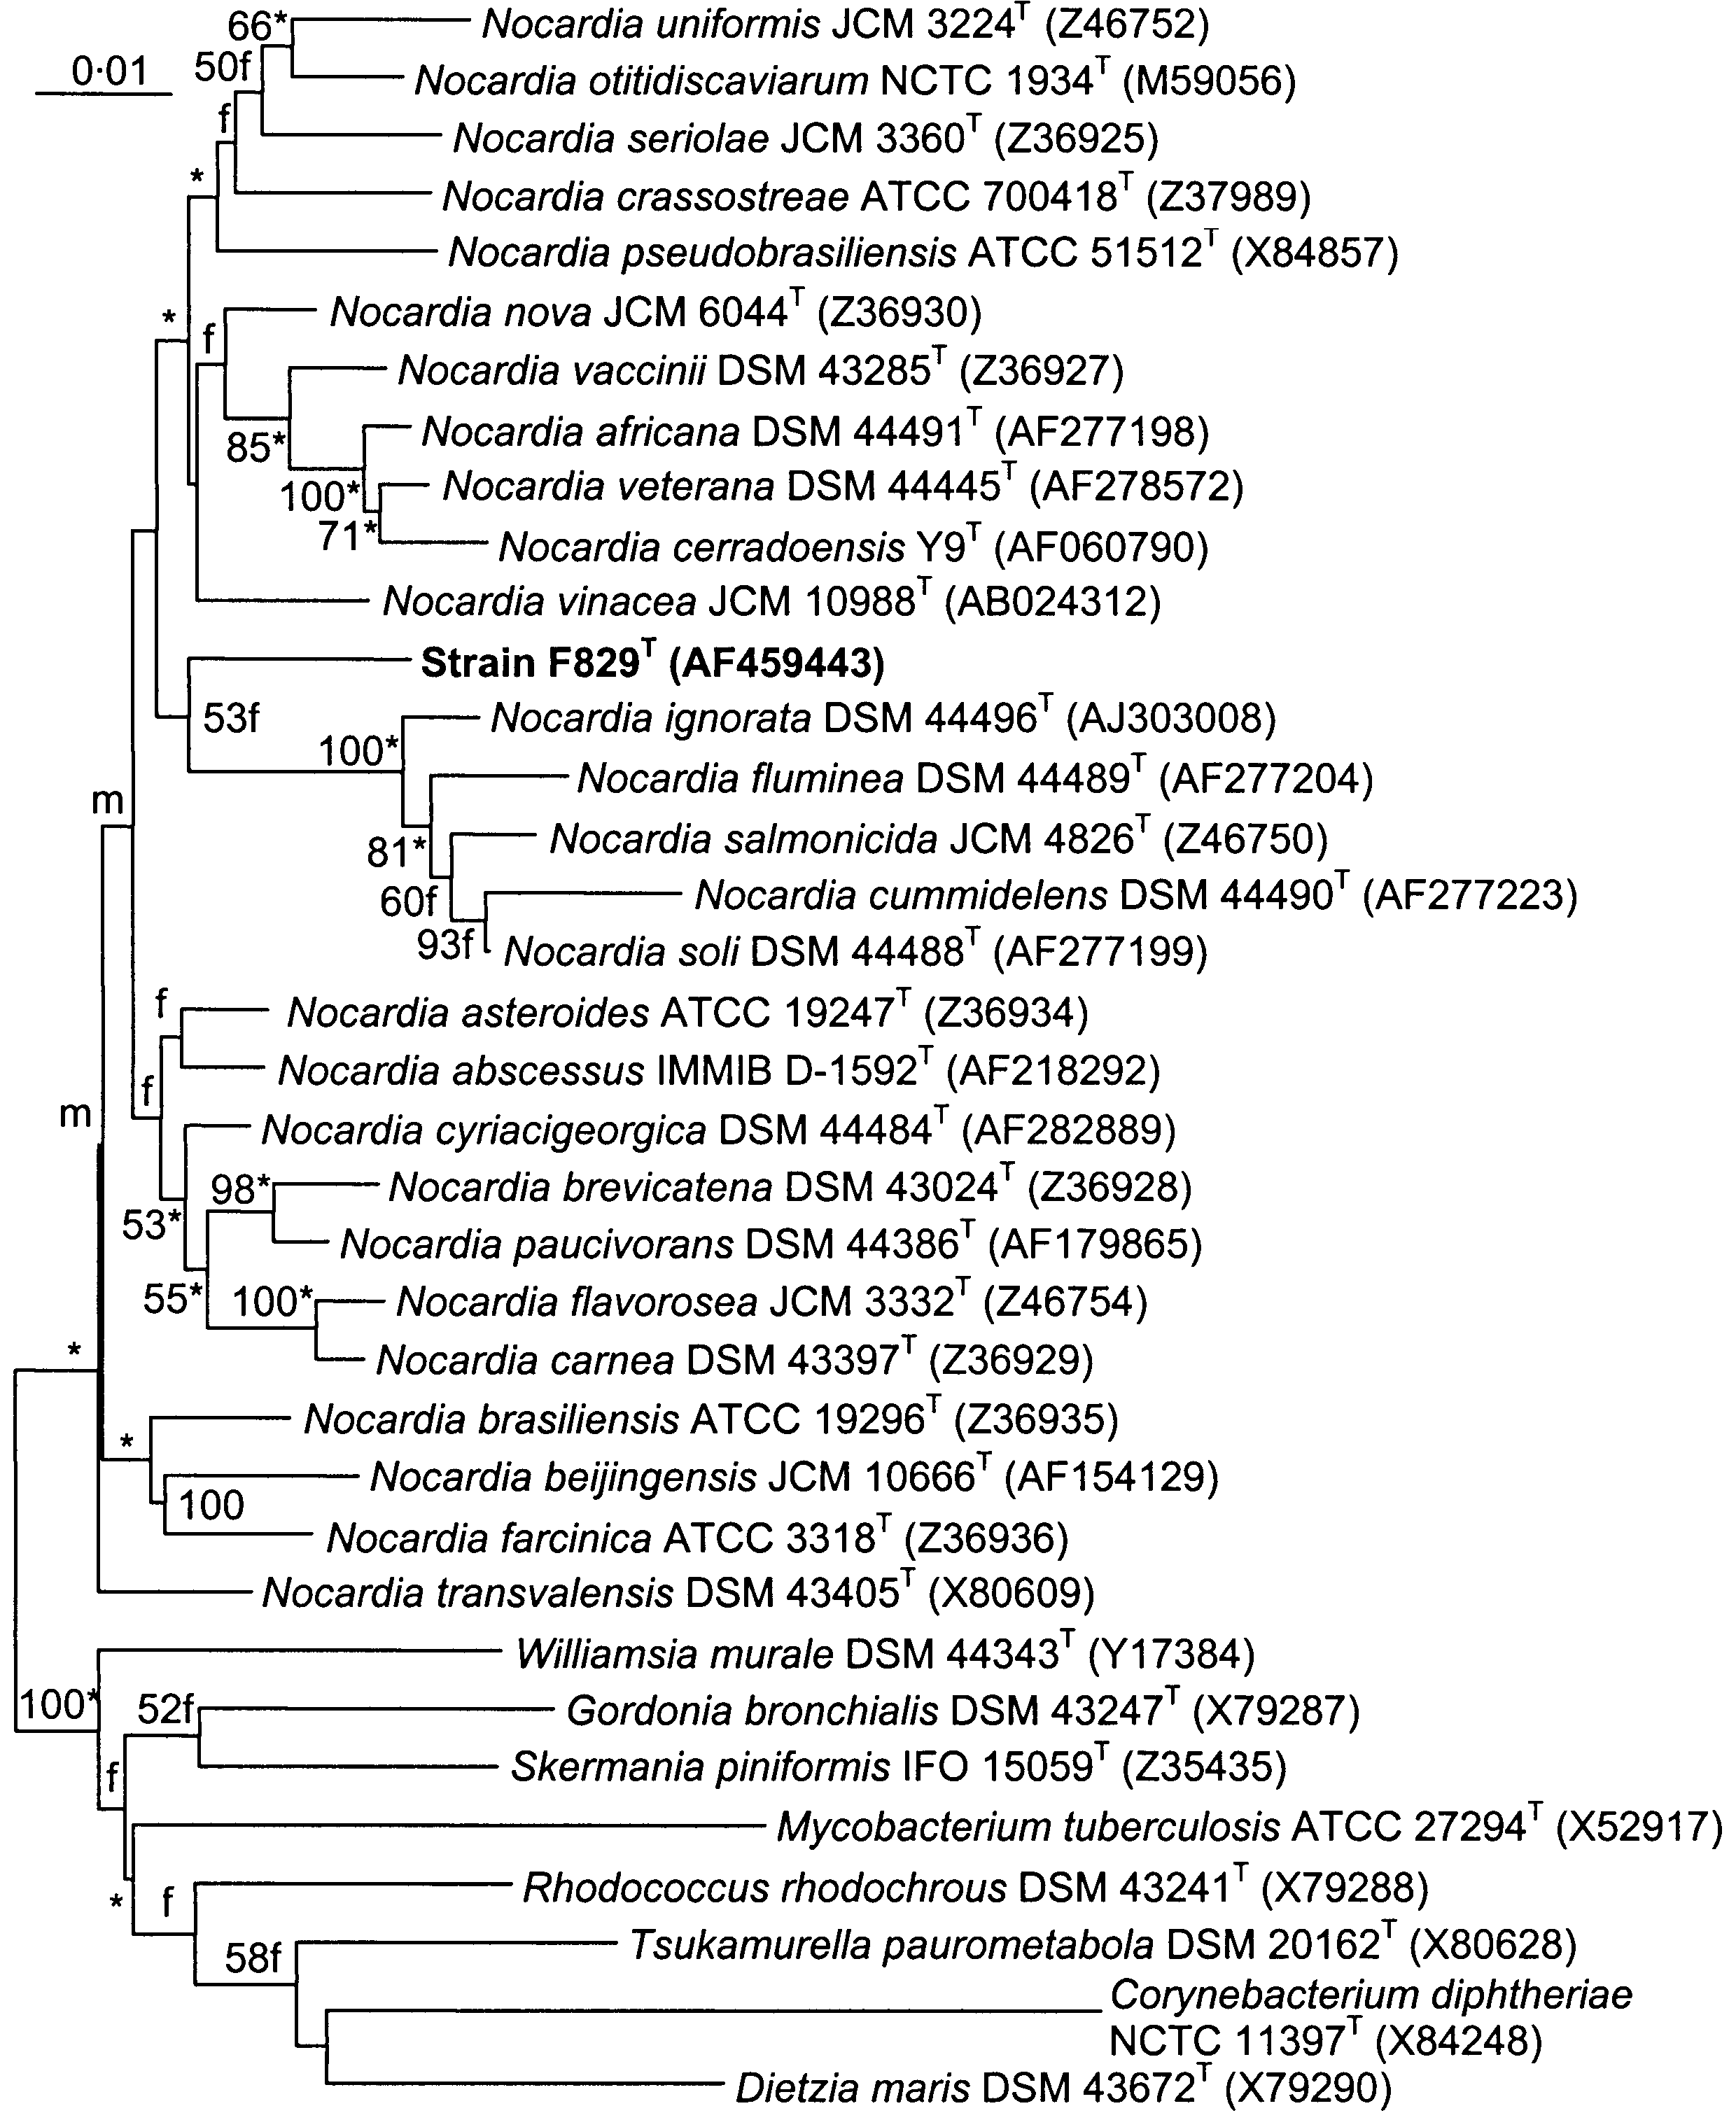 66*
Nocardia uniformis JCM 3224T (Z46752)
0·01
50f
Nocardia otitidiscaviarum NCTC 1934T (M59056)
f
Nocardia seriolae JCM 3360T (Z36925)
*
Nocardia crassostreae ATCC 700418T (Z37989)
Nocardia pseudobrasiliensis ATCC 51512T (X84857)
*
f
Nocardia nova JCM 6044T (Z36930)
Nocardia vaccinii DSM 43285T (Z36927)
85*
Nocardia africana DSM 44491T (AF277198)
100*
Nocardia veterana DSM 44445T (AF278572)
71*
Nocardia cerradoensis Y9T (AF060790)
Nocardia vinacea JCM 10988T (AB024312)
Strain F829T (AF459443)
53f
Nocardia ignorata DSM 44496T (AJ303008)
100*
Nocardia fluminea DSM 44489T (AF277204)
m
81*
Nocardia salmonicida JCM 4826T (Z46750)
60f
Nocardia cummidelens DSM 44490T (AF277223)
93f
Nocardia soli DSM 44488T (AF277199)
f
Nocardia asteroides ATCC 19247T (Z36934)
f
Nocardia abscessus IMMIB D-1592T (AF218292)
m
Nocardia cyriacigeorgica DSM 44484T (AF282889)
98*
Nocardia brevicatena DSM 43024T (Z36928)
53*
Nocardia paucivorans DSM 44386T (AF179865)
55*
100*
Nocardia flavorosea JCM 3332T (Z46754)
*
Nocardia carnea DSM 43397T (Z36929)
*
Nocardia brasiliensis ATCC 19296T (Z36935)
Nocardia beijingensis JCM 10666T (AF154129)
100
Nocardia farcinica ATCC 3318T (Z36936)
Nocardia transvalensis DSM 43405T (X80609)
Williamsia murale DSM 44343T (Y17384)
100*
52f
Gordonia bronchialis DSM 43247T (X79287)
f
Skermania piniformis IFO 15059T (Z35435)
Mycobacterium tuberculosis ATCC 27294T (X52917)
*
f
Rhodococcus rhodochrous DSM 43241T (X79288)
58f
Tsukamurella paurometabola DSM 20162T (X80628)
Corynebacterium diphtheriae
NCTC 11397T (X84248)
Dietzia maris DSM 43672T (X79290)